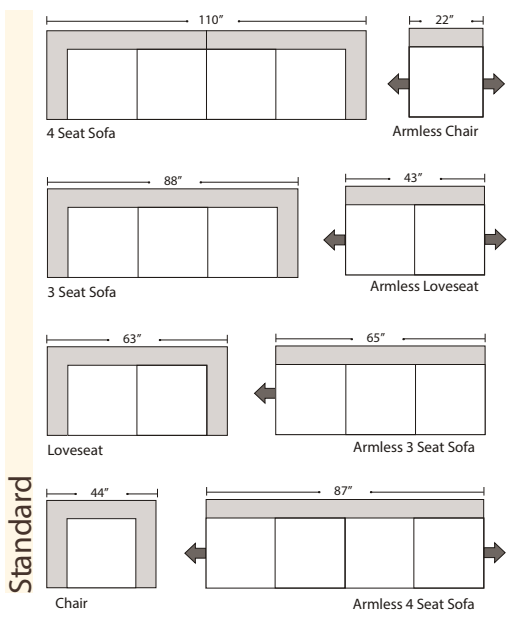 110”
4 Seat Sofa
22”
Armless Chair
88”
3 Seat Sofa
43”
Armless Loveseat
63”
Loveseat
65”
Armless 3 Seat Sofa
44”
Chair
87”
Armless 4 Seat Sofa
Standard